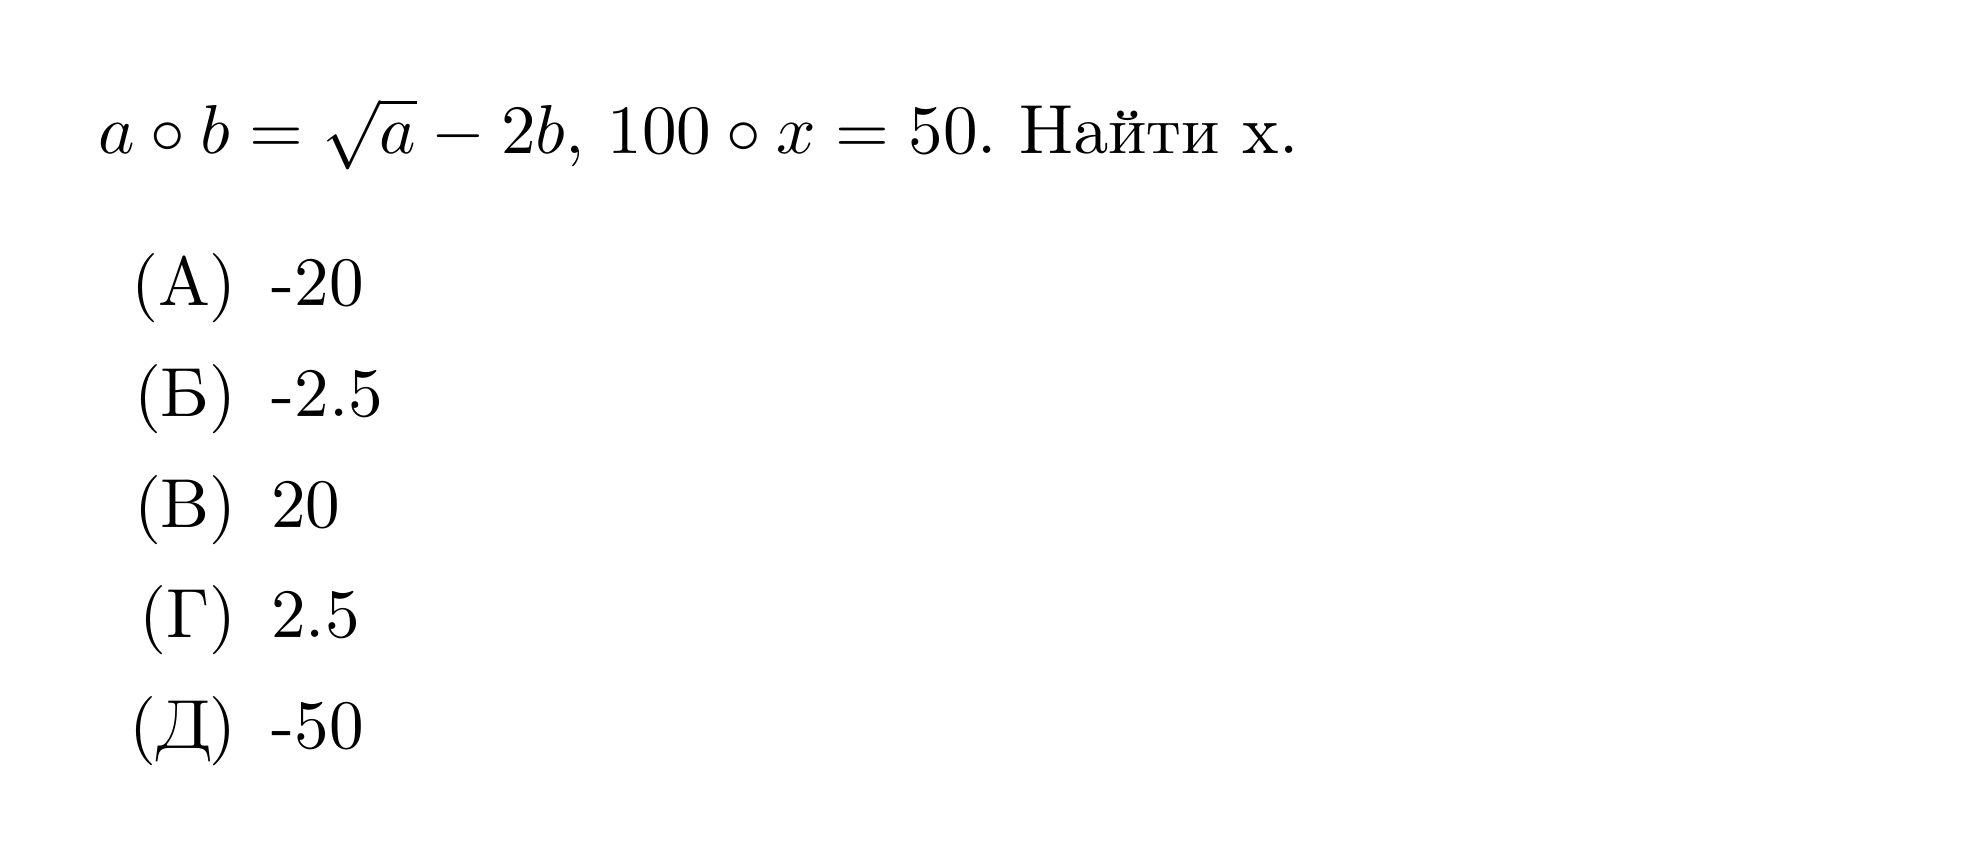 a ∘ b = √a − 2b, 100 ∘ x = 50. Найти x.
(А) -20
(Б) -2.5
(В) 20
(Г) 2.5
(Д) -50